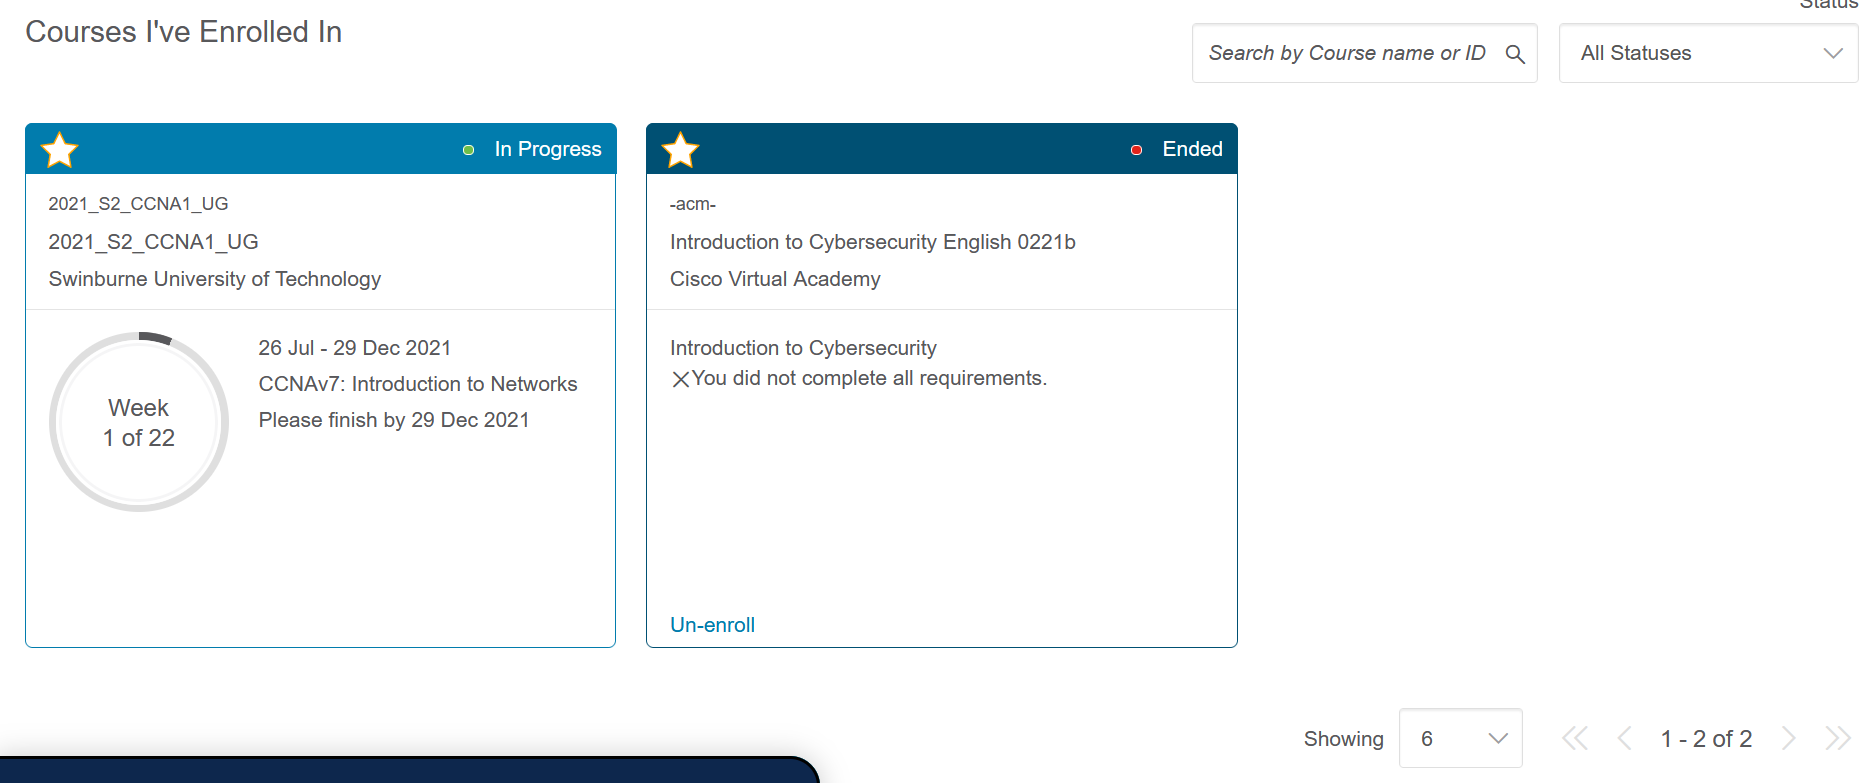 Status
Courses I've Enrolled In
Search by Course name or ID
All Statuses
In Progress
2021_S2_CCNA1_UG
2021_S2_CCNA1_UG
Swinburne University of Technology
Week
1 of 22
26 Jul - 29 Dec 2021
CCNAv7: Introduction to Networks
Please finish by 29 Dec 2021
Ended
-acm-
Introduction to Cybersecurity English 0221b
Cisco Virtual Academy
Introduction to Cybersecurity
You did not complete all requirements.
Un-enroll
Showing
6
1 - 2 of 2